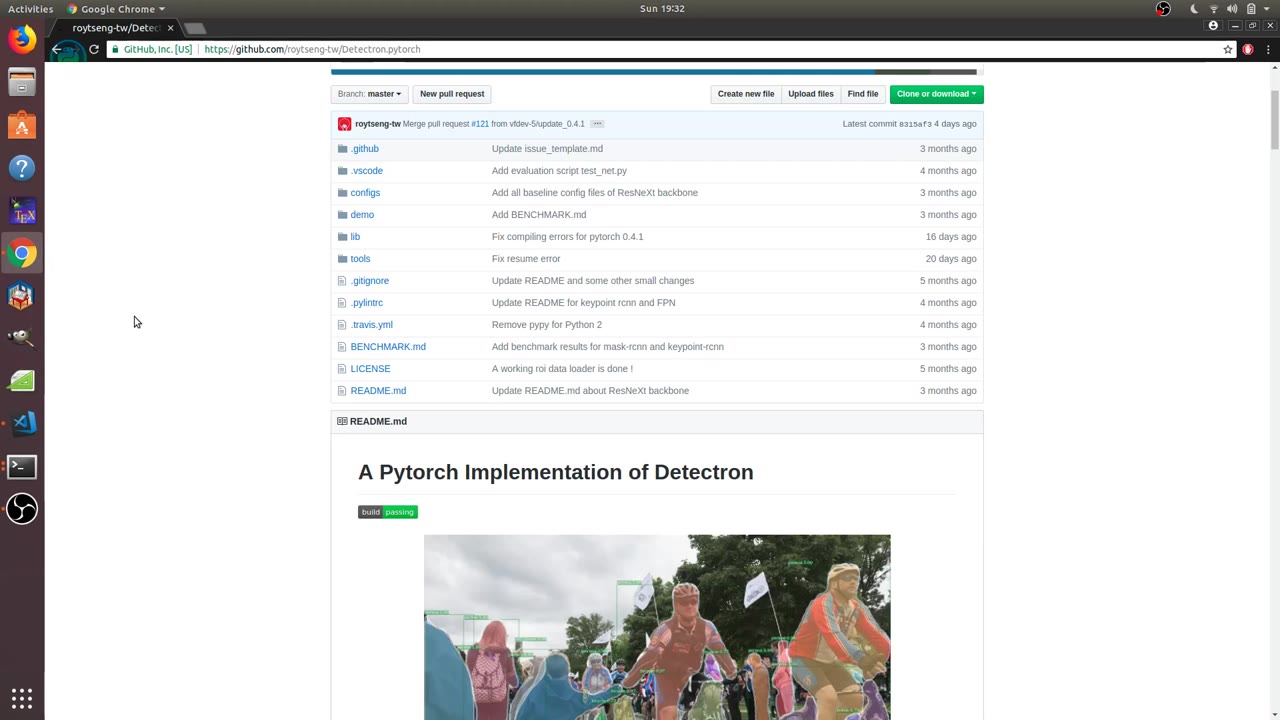 Activities Google Chrome Sn 19:32
roytseng-tw/Detec
GitHub, Inc. [US] https://github.com/roytseng-tw/Detectron.pytorch
Branch: master New pull request Create new file Upload files Find file Clone or download
roytseng-tw Merge pull request #121 from vfdev-5/update_0.4.1 ... Latest commit 8315af3 4 days ago
.github Update issue_template.md 3 months ago
.vscode Add evaluation script test_net.py 4 months ago
configs Add all baseline config files of ResNeXt backbone 3 months ago
demo Add BENCHMARK.md 3 months ago
lib Fix compiling errors for pytorch 0.4.1 16 days ago
tools Fix resume error 20 days ago
.gitignore Update README and some other small changes 5 months ago
.pylintrc Update README for keypoint rcnn and FPN 4 months ago
.travis.yml Remove pypy for Python 2 4 months ago
BENCHMARK.md Add benchmark results for mask-rcnn and keypoint-rcnn 3 months ago
LICENSE A working roi data loader is done ! 5 months ago
README.md Update README.md about ResNeXt backbone 3 months ago
README.md
A Pytorch Implementation of Detectron
build passing